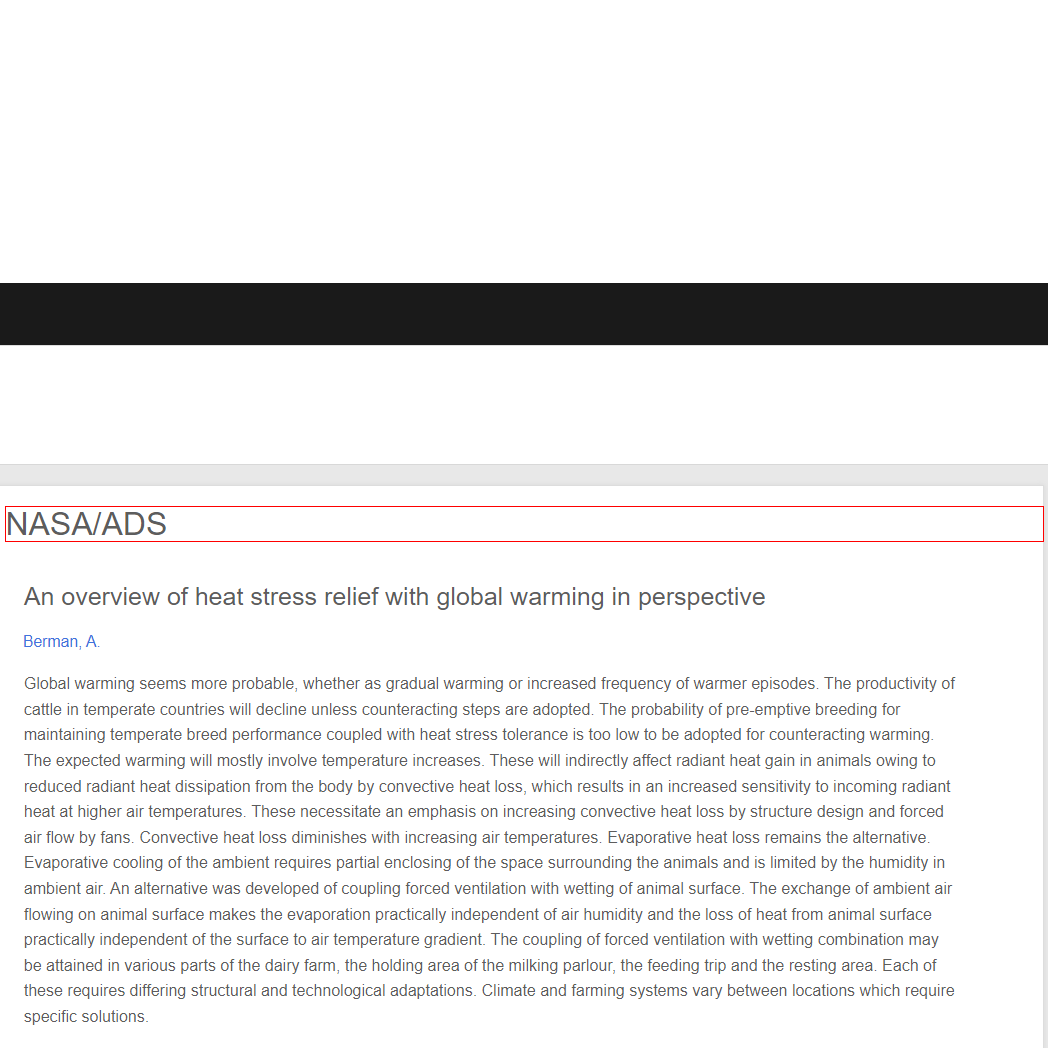 NASA/ADS
An overview of heat stress relief with global warming in perspective
Berman, A.
Global warming seems more probable, whether as gradual warming or increased frequency of warmer episodes. The productivity of
cattle in temperate countries will decline unless counteracting steps are adopted. The probability of pre-emptive breeding for
maintaining temperate breed performance coupled with heat stress tolerance is too low to be adopted for counteracting warming.
The expected warming will mostly involve temperature increases. These will indirectly affect radiant heat gain in animals owing to
reduced radiant heat dissipation from the body by convective heat loss, which results in an increased sensitivity to incoming radiant
heat at higher air temperatures. These necessitate an emphasis on increasing convective heat loss by structure design and forced
air flow by fans. Convective heat loss diminishes with increasing air temperatures. Evaporative heat loss remains the alternative.
Evaporative cooling of the ambient requires partial enclosing of the space surrounding the animals and is limited by the humidity in
ambient air. An alternative was developed of coupling forced ventilation with wetting of animal surface. The exchange of ambient air
flowing on animal surface makes the evaporation practically independent of air humidity and the loss of heat from animal surface
practically independent of the surface to air temperature gradient. The coupling of forced ventilation with wetting combination may
be attained in various parts of the dairy farm, the holding area of the milking parlour, the feeding trip and the resting area. Each of
these requires differing structural and technological adaptations. Climate and farming systems vary between locations which require
specific solutions.